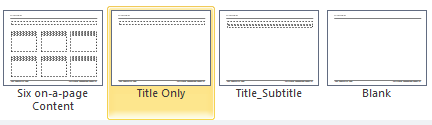 Six on-a-page
Content
Title Only
Title_Subtitle
Blank